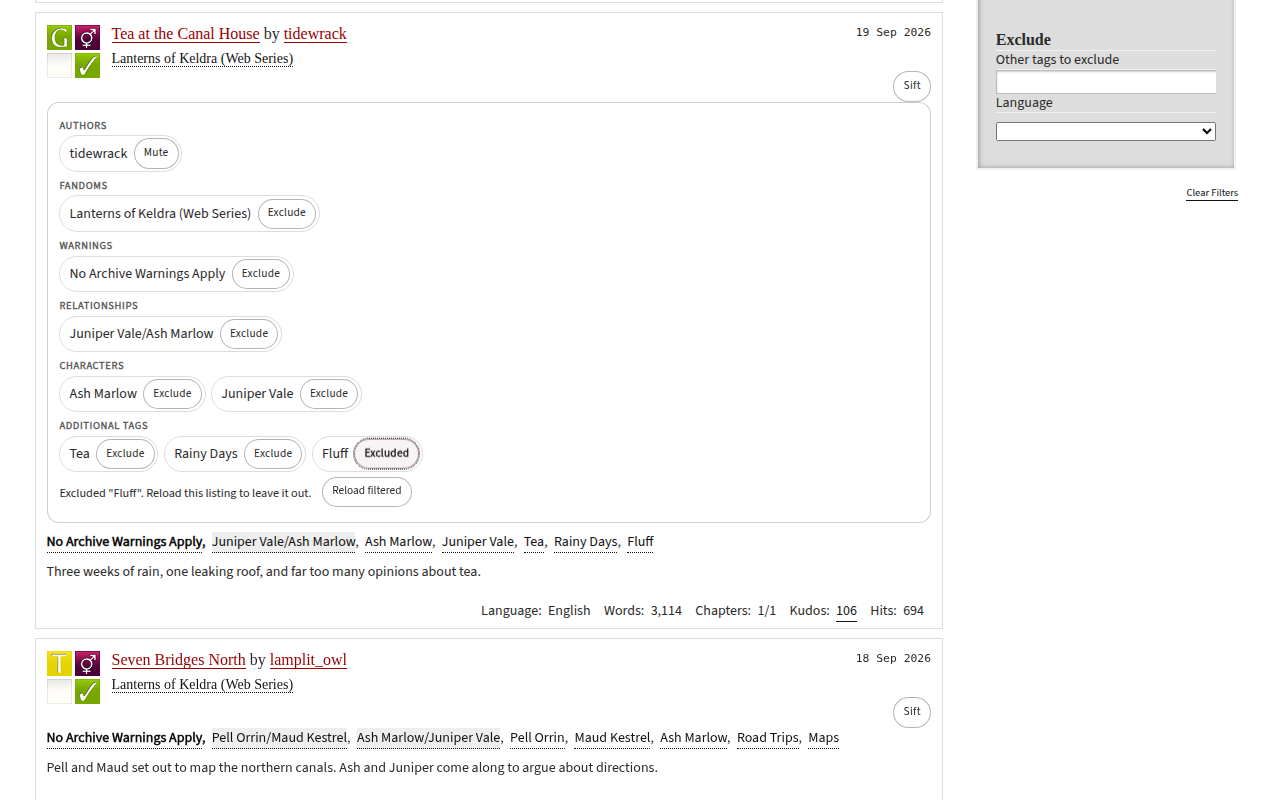 G
Tea at the Canal House by tidewrack
19 Sep 2026
Lanterns of Keldra (Web Series)
Sift
AUTHORS
tidewrack Mute
FANDOMS
Lanterns of Keldra (Web Series) Exclude
WARNINGS
No Archive Warnings Apply Exclude
RELATIONSHIPS
Juniper Vale/Ash Marlow Exclude
CHARACTERS
Ash Marlow Exclude Juniper Vale Exclude
ADDITIONAL TAGS
Tea Exclude Rainy Days Exclude Fluff Excluded
Excluded "Fluff". Reload this listing to leave it out. Reload filtered
No Archive Warnings Apply, Juniper Vale/Ash Marlow, Ash Marlow, Juniper Vale, Tea, Rainy Days, Fluff
Three weeks of rain, one leaking roof, and far too many opinions about tea.
Language: English Words: 3,114 Chapters: 1/1 Kudos: 106 Hits: 694
T
Seven Bridges North by lamplit_owl
18 Sep 2026
Lanterns of Keldra (Web Series)
Sift
No Archive Warnings Apply, Pell Orrin/Maud Kestrel, Ash Marlow/Juniper Vale, Pell Orrin, Maud Kestrel, Ash Marlow, Road Trips, Maps
Pell and Maud set out to map the northern canals. Ash and Juniper come along to argue about directions.
Exclude
Other tags to exclude
Language
Clear Filters